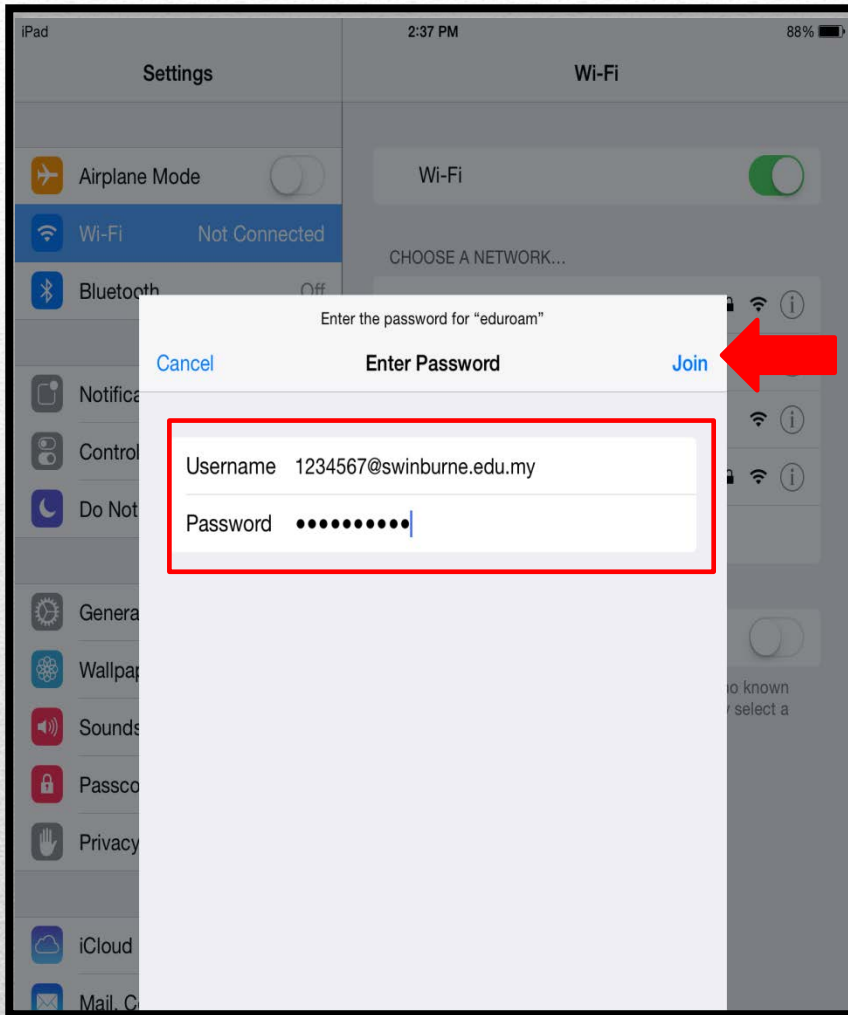 iPad 2:37 PM 88%
Settings
Wi-Fi
Airplane Mode
Wi-Fi
Wi-Fi Not Connected
CHOOSE A NETWORK...
Bluetooth Off
Enter the password for “eduroam”
Cancel Enter Password Join
Notifica
Control
Username 1234567@swinburne.edu.my
Do Not
Password ••••••••••
Genera
Wallpap
known
select a
Sounds
Passco
Privacy
iCloud
Mail, C